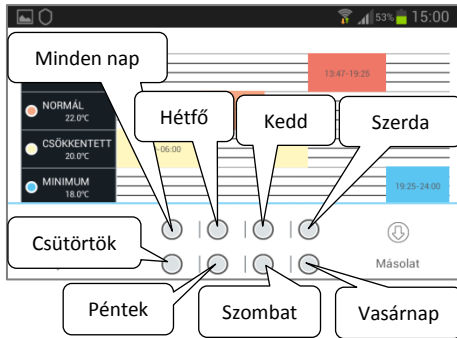 53% 15:00
Minden nap
13:47-19:25
NORMÁL
22.0°C
Hétfő
Kedd
Szerda
CSÖKKENTETT
20.0°C
-06:00
MINIMUM
18.0°C
19:25-24:00
Csütörtök
Másolat
Péntek
Szombat
Vasárnap